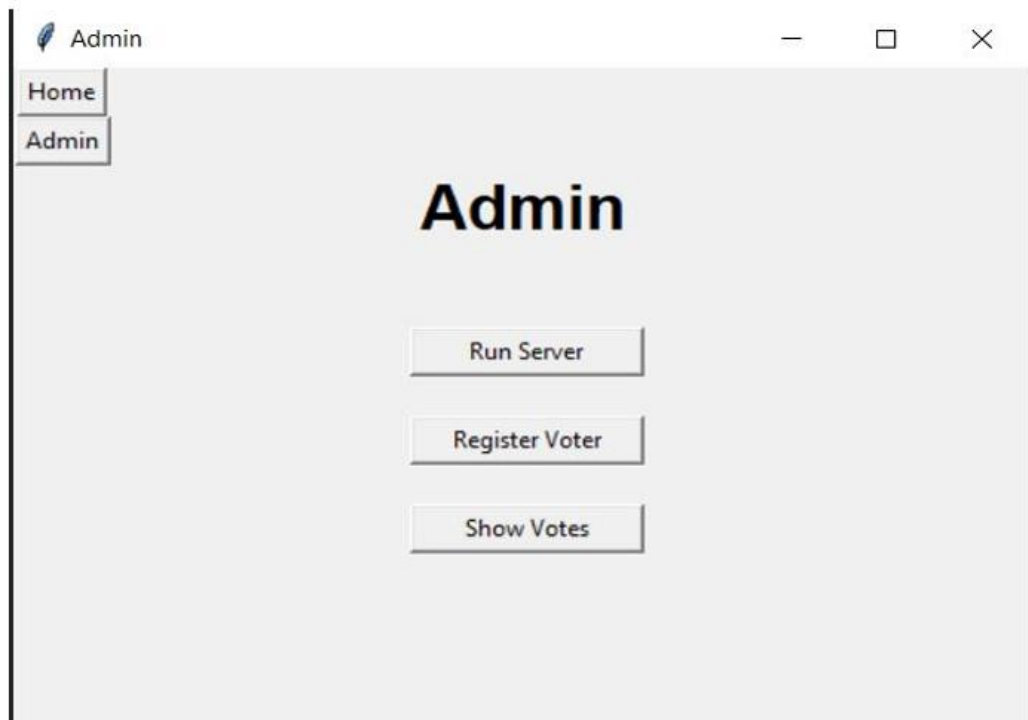 Admin
Home
Admin
Admin
Run Server
Register Voter
Show Votes